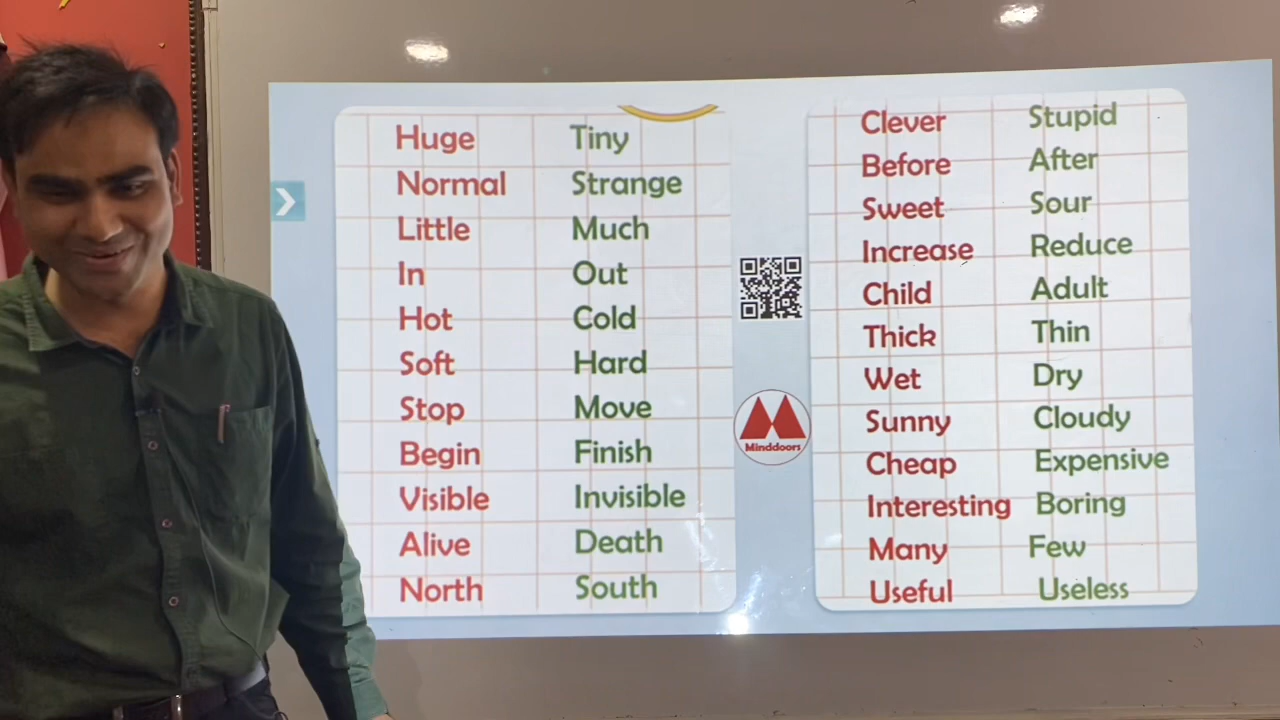 Huge Tiny
Normal Strange
Little Much
In Out
Hot Cold
Soft Hard
Stop Move
Begin Finish
Visible Invisible
Alive Death
North South
Minddoors
Clever Stupid
Before After
Sweet Sour
Increase Reduce
Child Adult
Thick Thin
Wet Dry
Sunny Cloudy
Cheap Expensive
Interesting Boring
Many Few
Useful Useless